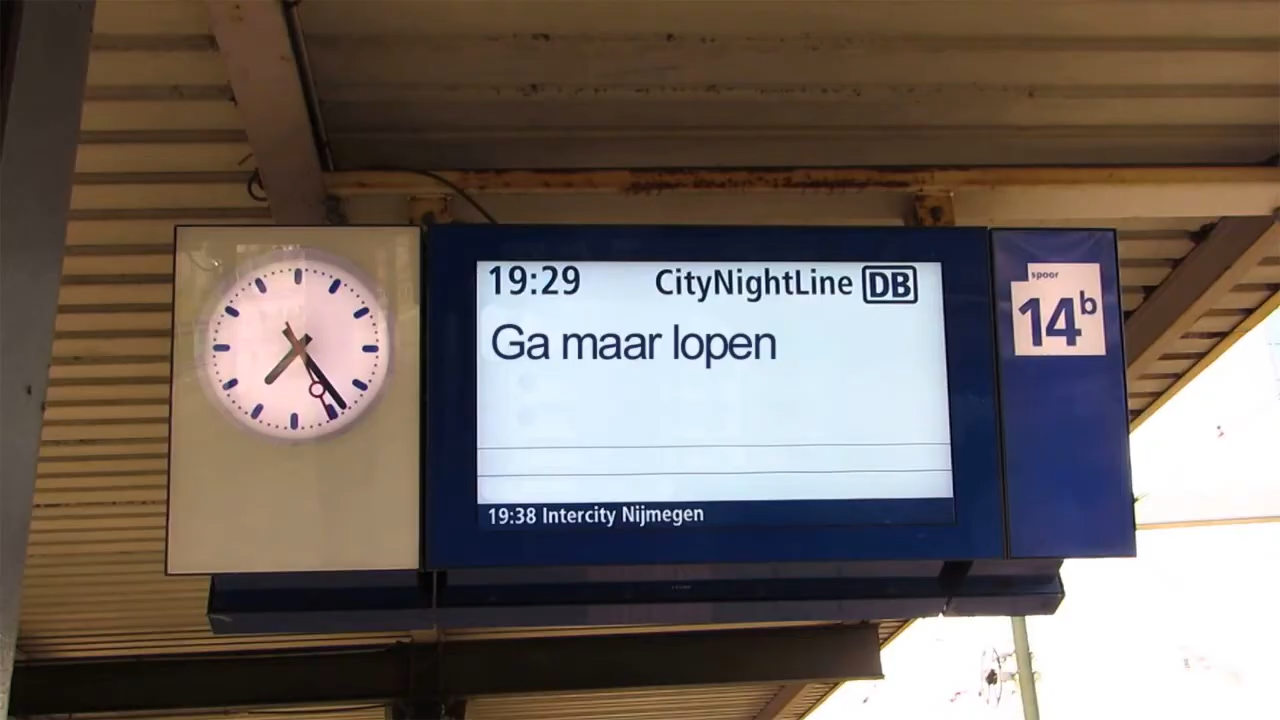 19:29 CityNightLine DB
Ga maar lopen
19:38 Intercity Nijmegen
spoor
14b